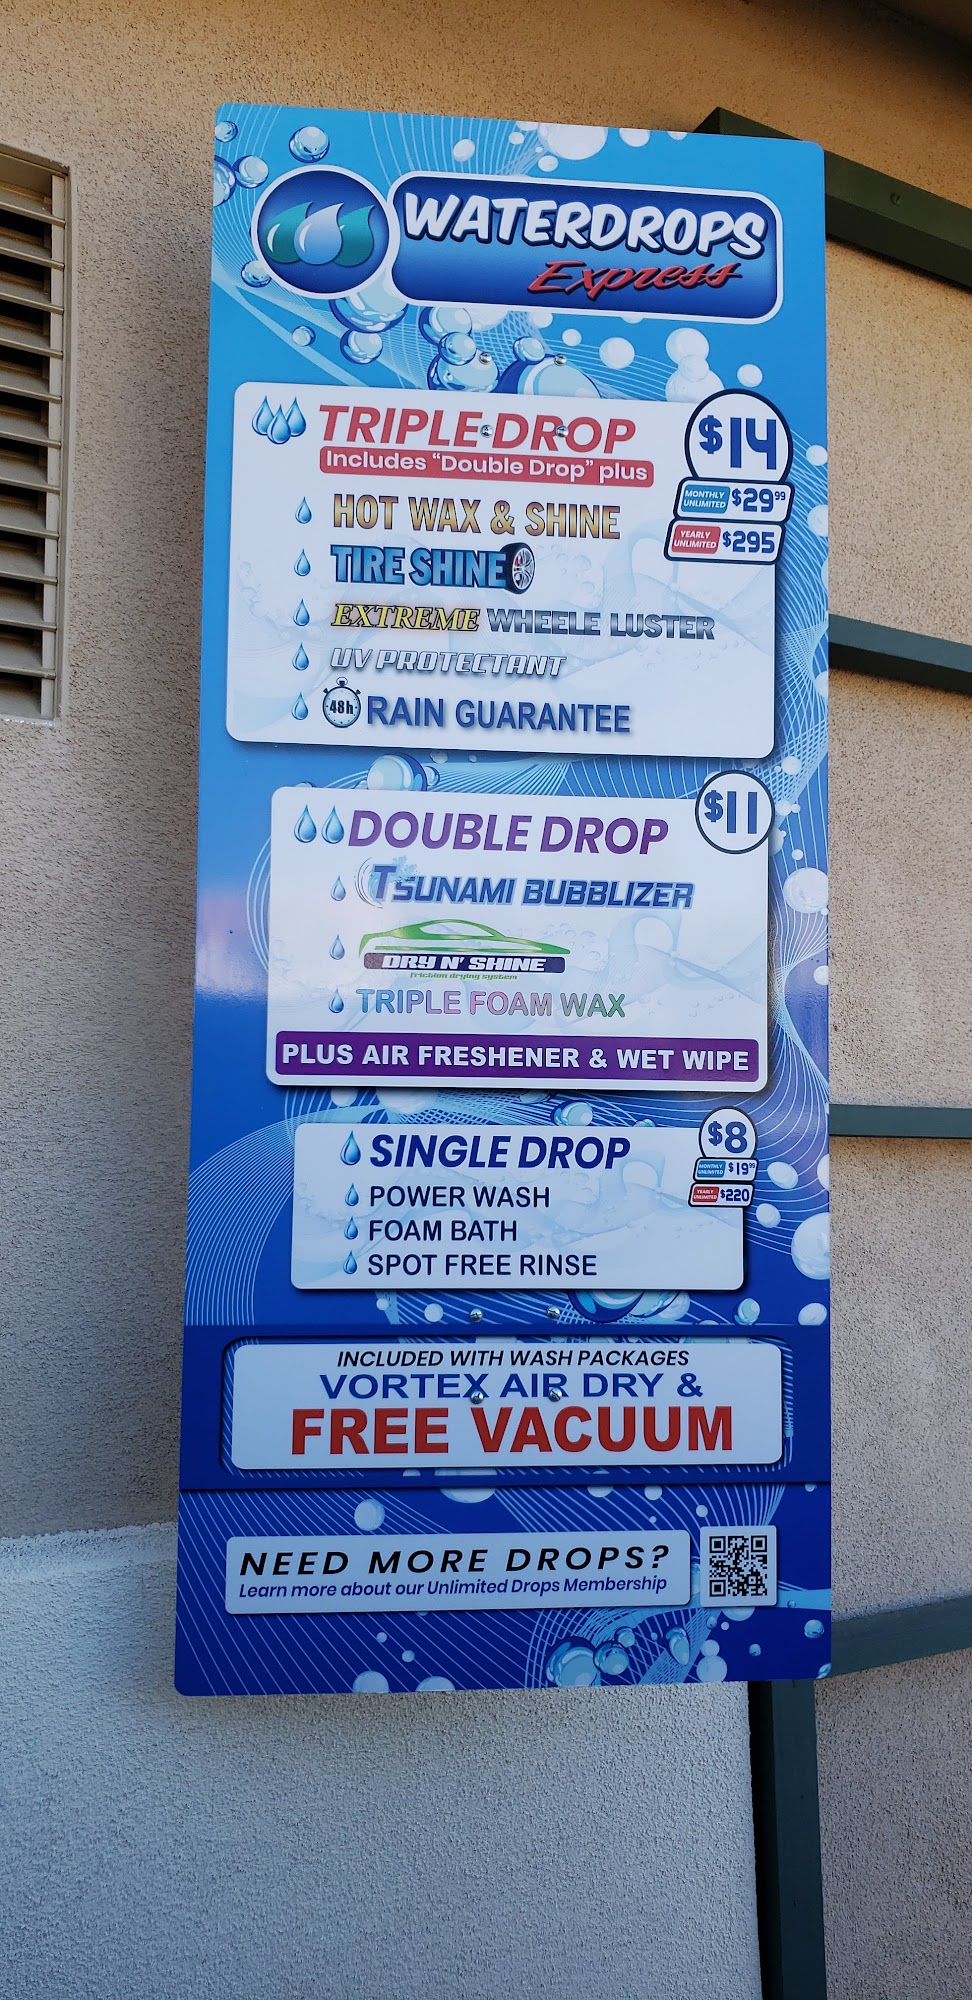 WATERDROPS
Express
TRIPLE DROP
$14
Includes "Double Drop" plus
MONTHLY UNLIMITED $29.99
YEARLY UNLIMITED $295
HOT WAX & SHINE
TIRE SHINE
EXTREME WHEELE LUSTER
UV PROTECTANT
48h RAIN GUARANTEE
DOUBLE DROP
$11
TSUNAMI BUBBLIZER
DRY N' SHINE
friction drying system
TRIPLE FOAM WAX
PLUS AIR FRESHENER & WET WIPE
SINGLE DROP
$8
MONTHLY UNLIMITED $19.99
YEARLY UNLIMITED $220
POWER WASH
FOAM BATH
SPOT FREE RINSE
INCLUDED WITH WASH PACKAGES
VORTEX AIR DRY &
FREE VACUUM
NEED MORE DROPS?
Learn more about our Unlimited Drops Membership